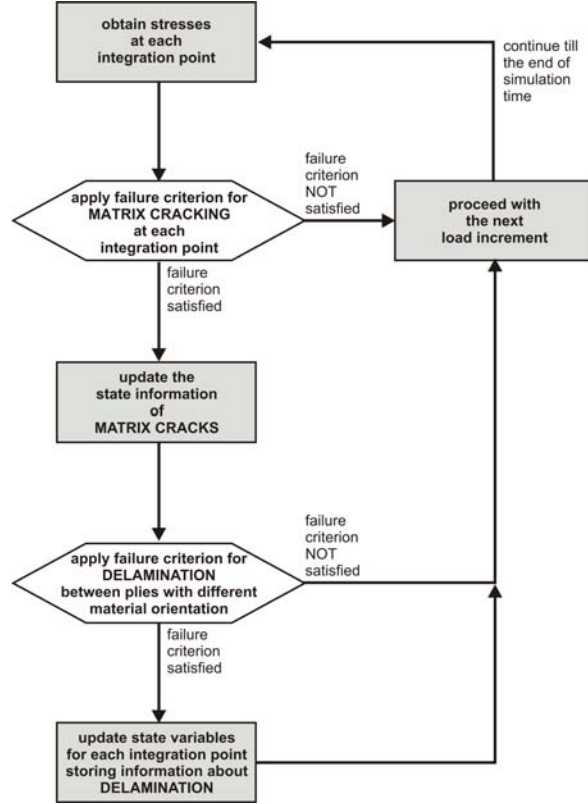 obtain stresses
at each
integration point
continue till
the end of
simulation
time
apply failure criterion for
MATRIX CRACKING
at each
integration point
failure
criterion
NOT
satisfied
proceed with
the next
load increment
failure
criterion
satisfied
update the
state information
of
MATRIX CRACKS
apply failure criterion for
DELAMINATION
between plies with different
material orientation
failure
criterion
NOT
satisfied
failure
criterion
satisfied
update state variables
for each integration point
storing information about
DELAMINATION